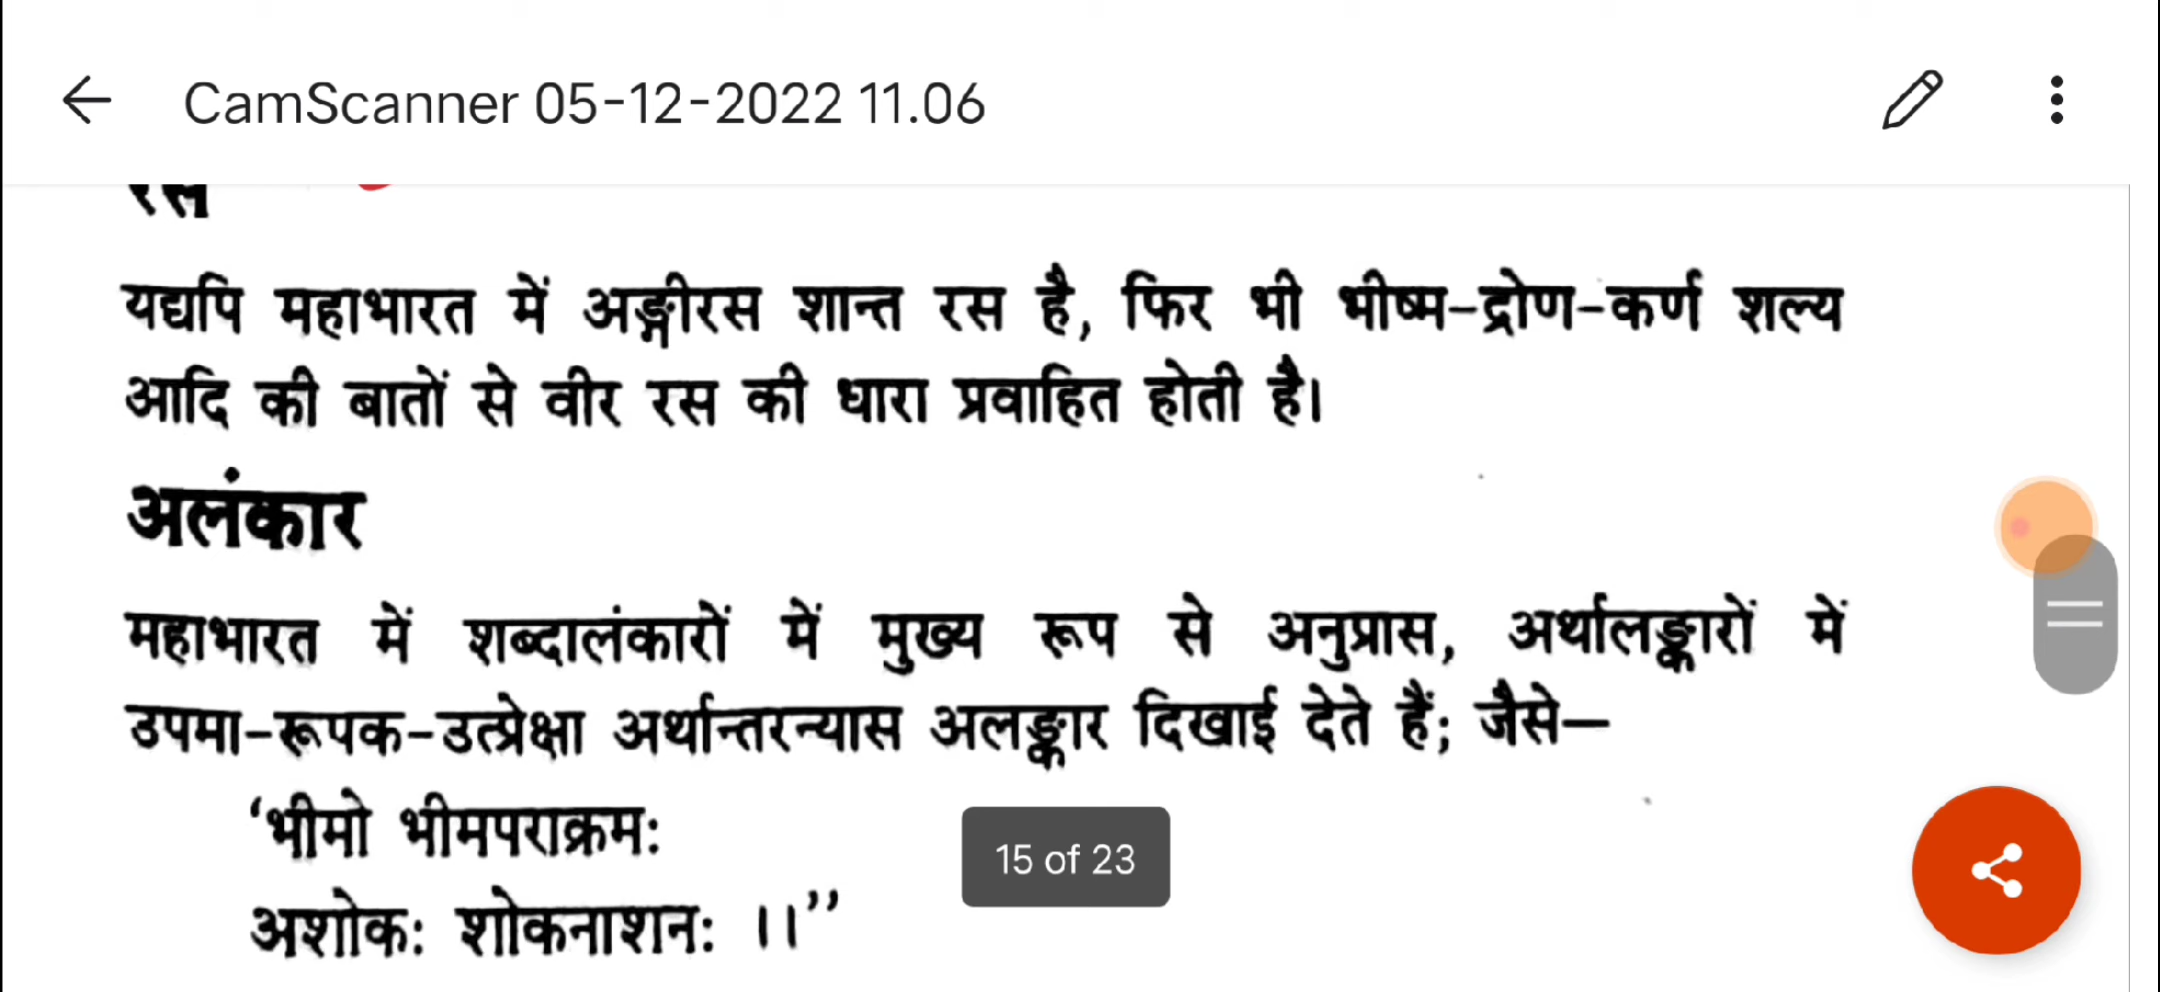 CamScanner 05-12-2022 11.06
रस
यद्यपि महाभारत में अङ्गीरस शान्त रस है, फिर भी भीष्म-द्रोण-कर्ण शल्य
आदि की बातों से वीर रस की धारा प्रवाहित होती है।
अलंकार
महाभारत में शब्दालंकारों में मुख्य रूप से अनुप्रास, अर्थालङ्कारों में
उपमा-रूपक-उत्प्रेक्षा अर्थान्तरन्यास अलङ्कार दिखाई देते हैं; जैसे—
‘भीमो भीमपराक्रमः
15 of 23
अशोकः शोकनाशनः ।।’’